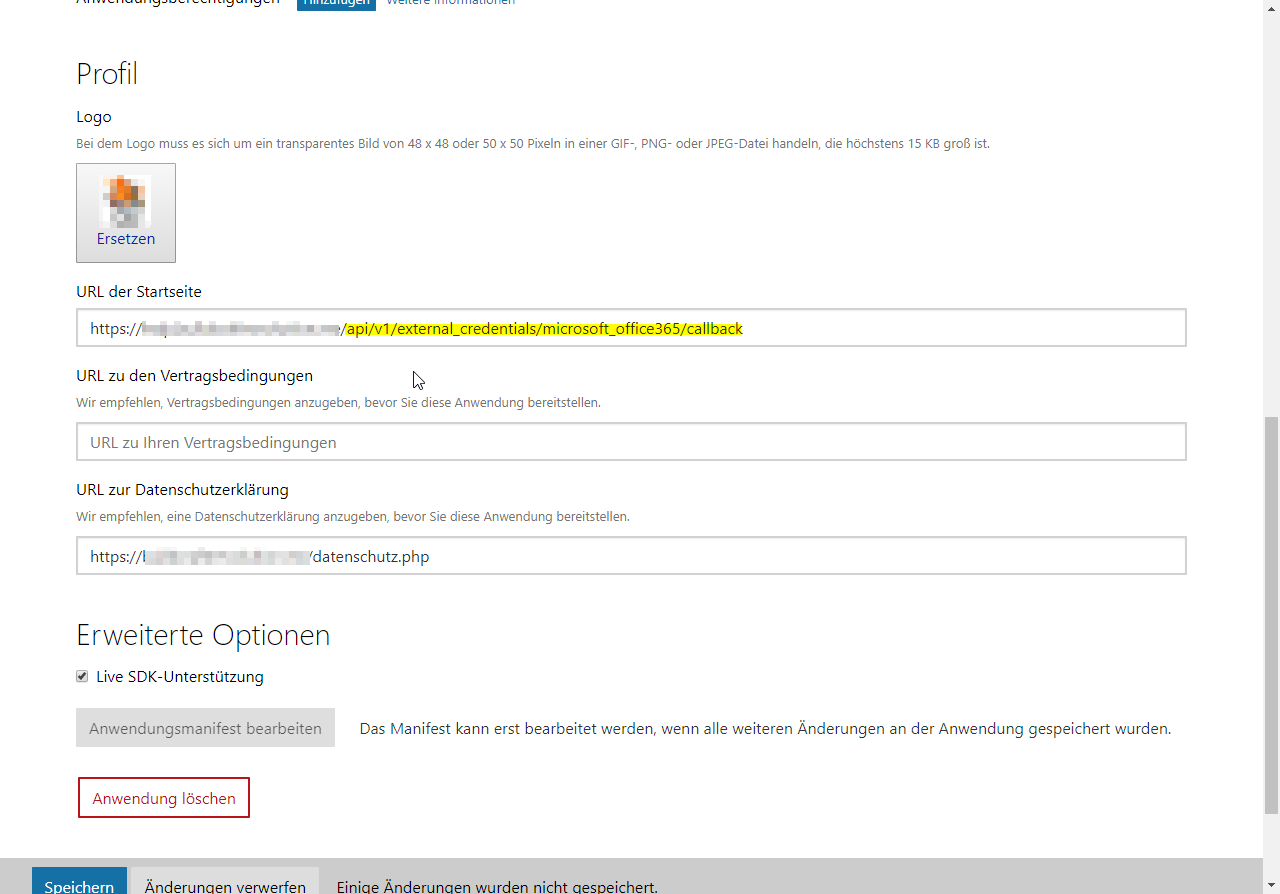 Anwendungsberechtigungen Hinzufügen Weitere Informationen
Profil
Logo
Bei dem Logo muss es sich um ein transparentes Bild von 48 x 48 oder 50 x 50 Pixeln in einer GIF-, PNG- oder JPEG-Datei handeln, die höchstens 15 KB groß ist.
Ersetzen
URL der Startseite
https:// /api/v1/external_credentials/microsoft_office365/callback
URL zu den Vertragsbedingungen
Wir empfehlen, Vertragsbedingungen anzugeben, bevor Sie diese Anwendung bereitstellen.
URL zu Ihren Vertragsbedingungen
URL zur Datenschutzerklärung
Wir empfehlen, eine Datenschutzerklärung anzugeben, bevor Sie diese Anwendung bereitstellen.
https:// /datenschutz.php
Erweiterte Optionen
Live SDK-Unterstützung
Anwendungsmanifest bearbeiten Das Manifest kann erst bearbeitet werden, wenn alle weiteren Änderungen an der Anwendung gespeichert wurden.
Anwendung löschen
Speichern Änderungen verwerfen Einige Änderungen wurden nicht gespeichert.